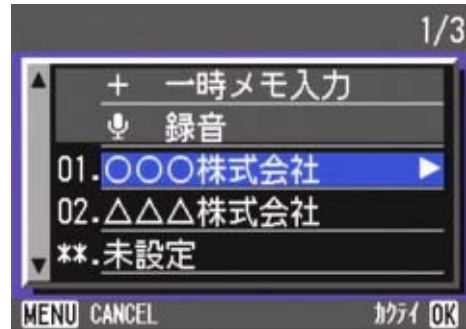 1/3
+ 一時メモ入力
録音
01.○○○株式会社
02.△△△株式会社
**.未設定
MENU CANCEL カクテイ OK